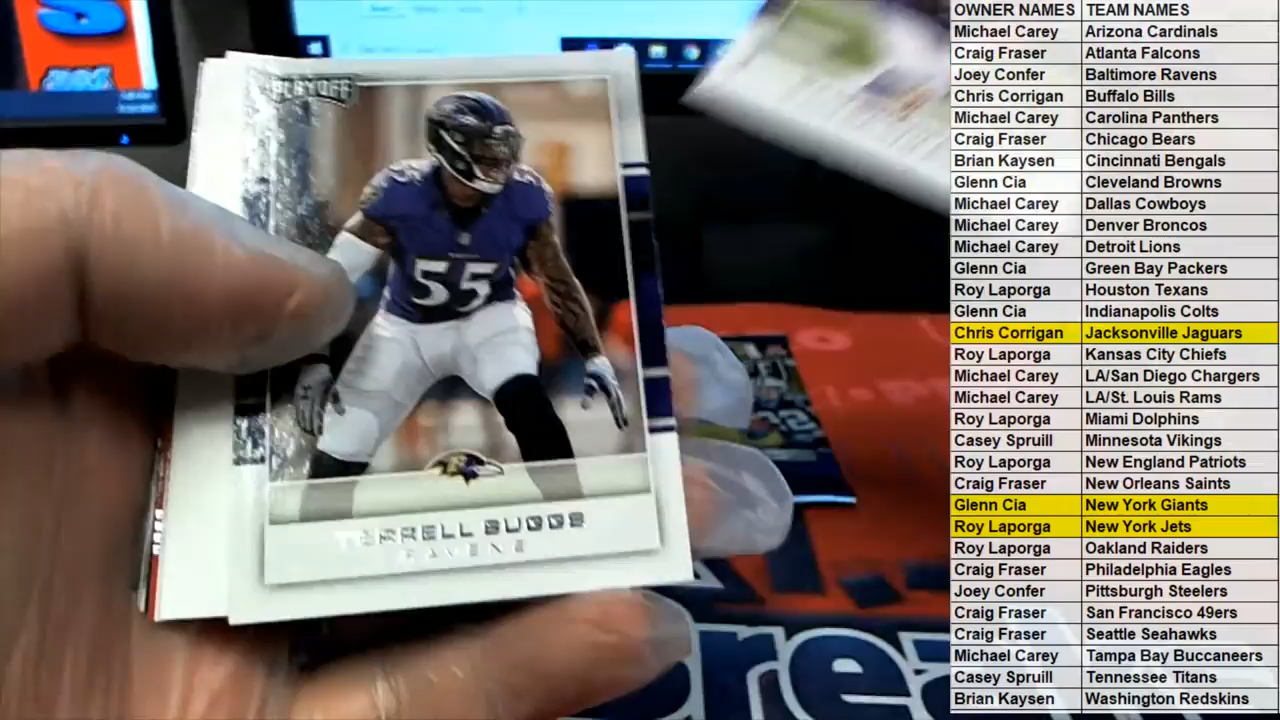 PLAYOFF
55
TERRELL SUGGS
RAVENS
OWNER NAMES TEAM NAMES
Michael Carey Arizona Cardinals
Craig Fraser Atlanta Falcons
Joey Confer Baltimore Ravens
Chris Corrigan Buffalo Bills
Michael Carey Carolina Panthers
Craig Fraser Chicago Bears
Brian Kaysen Cincinnati Bengals
Glenn Cia Cleveland Browns
Michael Carey Dallas Cowboys
Michael Carey Denver Broncos
Michael Carey Detroit Lions
Glenn Cia Green Bay Packers
Roy Laporga Houston Texans
Glenn Cia Indianapolis Colts
Chris Corrigan Jacksonville Jaguars
Roy Laporga Kansas City Chiefs
Michael Carey LA/San Diego Chargers
Michael Carey LA/St. Louis Rams
Roy Laporga Miami Dolphins
Casey Spruill Minnesota Vikings
Roy Laporga New England Patriots
Craig Fraser New Orleans Saints
Glenn Cia New York Giants
Roy Laporga New York Jets
Roy Laporga Oakland Raiders
Craig Fraser Philadelphia Eagles
Joey Confer Pittsburgh Steelers
Craig Fraser San Francisco 49ers
Craig Fraser Seattle Seahawks
Michael Carey Tampa Bay Buccaneers
Casey Spruill Tennessee Titans
Brian Kaysen Washington Redskins